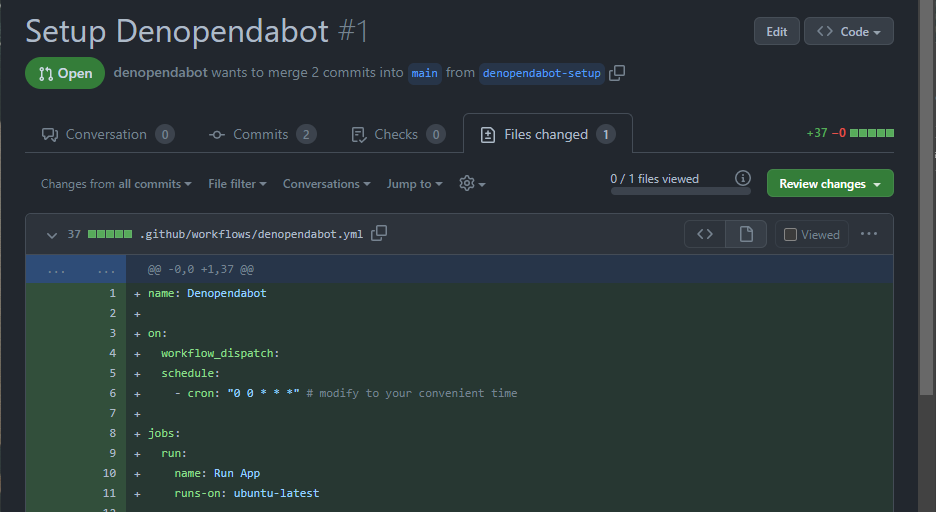 Setup Denopendabot #1
Edit
<> Code
Open
denopendabot wants to merge 2 commits into main from denopendabot-setup
Conversation 0
Commits 2
Checks 0
Files changed 1
+37 −0
Changes from all commits
File filter
Conversations
Jump to
0 / 1 files viewed
Review changes
37 .github/workflows/denopendabot.yml
Viewed
... ... @@ -0,0 +1,37 @@
1 + name: Denopendabot
2 +
3 + on:
4 +   workflow_dispatch:
5 +   schedule:
6 +     - cron: "0 0 * * *" # modify to your convenient time
7 +
8 + jobs:
9 +   run:
10 +     name: Run App
11 +     runs-on: ubuntu-latest